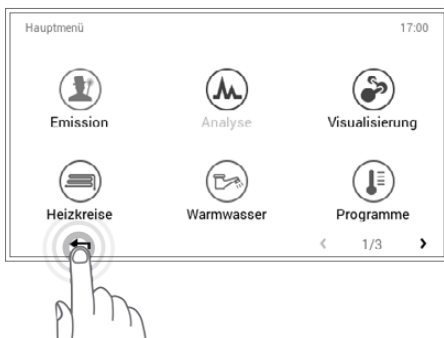 Hauptmenü 17:00
Emission Analyse Visualisierung
Heizkreise Warmwasser Programme
1/3